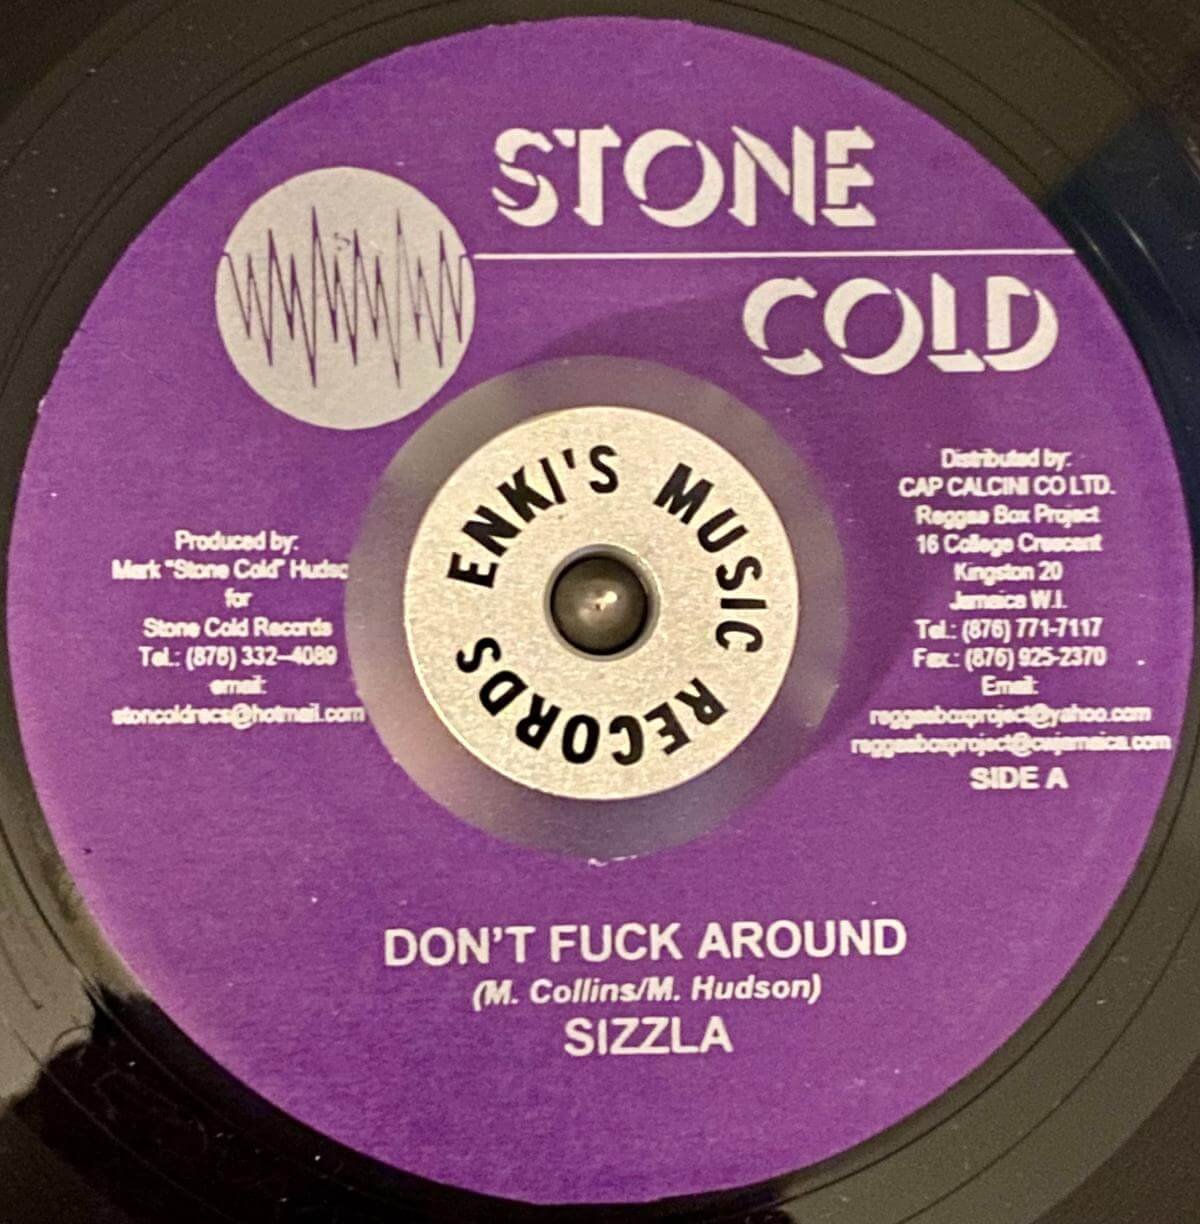 STONE
COLD
Produced by:
Mark "Stone Cold" Hudso
for
Stone Cold Records
Tel.: (876) 332-4089
email:
stoncoldrecs@hotmail.com
ENKI'S MUSIC RECORDS
Distributed by:
CAP CALCINI CO LTD.
Reggae Box Project
16 College Crescent
Kingston 20
Jamaica W.I.
Tel.: (876) 771-7117
Fax.: (876) 925-2370
Email:
reggaeboxproject@yahoo.com
reggaeboxproject@cwjamaica.com
SIDE A
DON'T FUCK AROUND
(M. Collins/M. Hudson)
SIZZLA